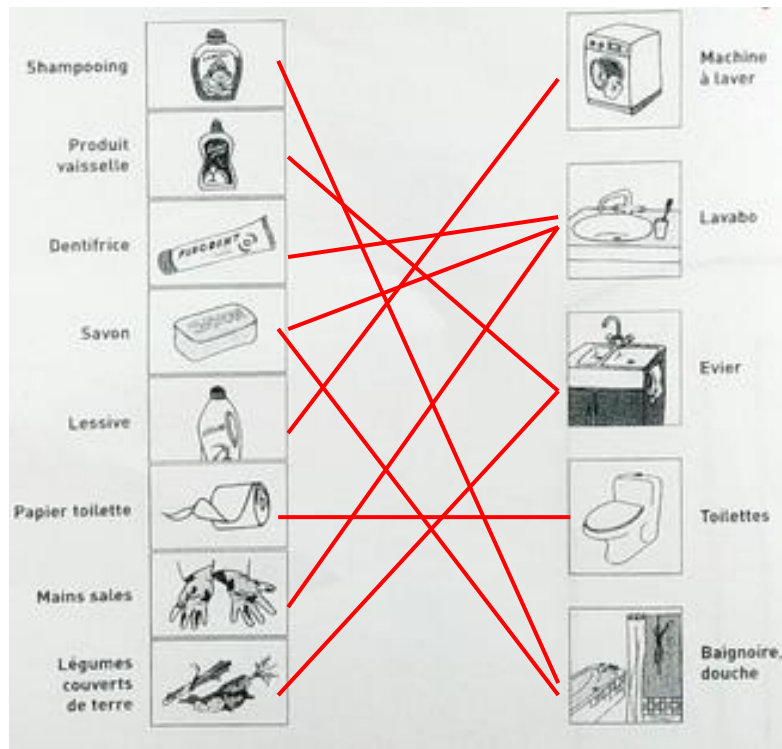 Shampooing
Produit
vaisselle
Dentifrice
Savon
Lessive
Papier toilette
Mains sales
Légumes
couverts
de terre
Machine
à laver
Lavabo
Evier
Toilettes
Baignoire,
douche